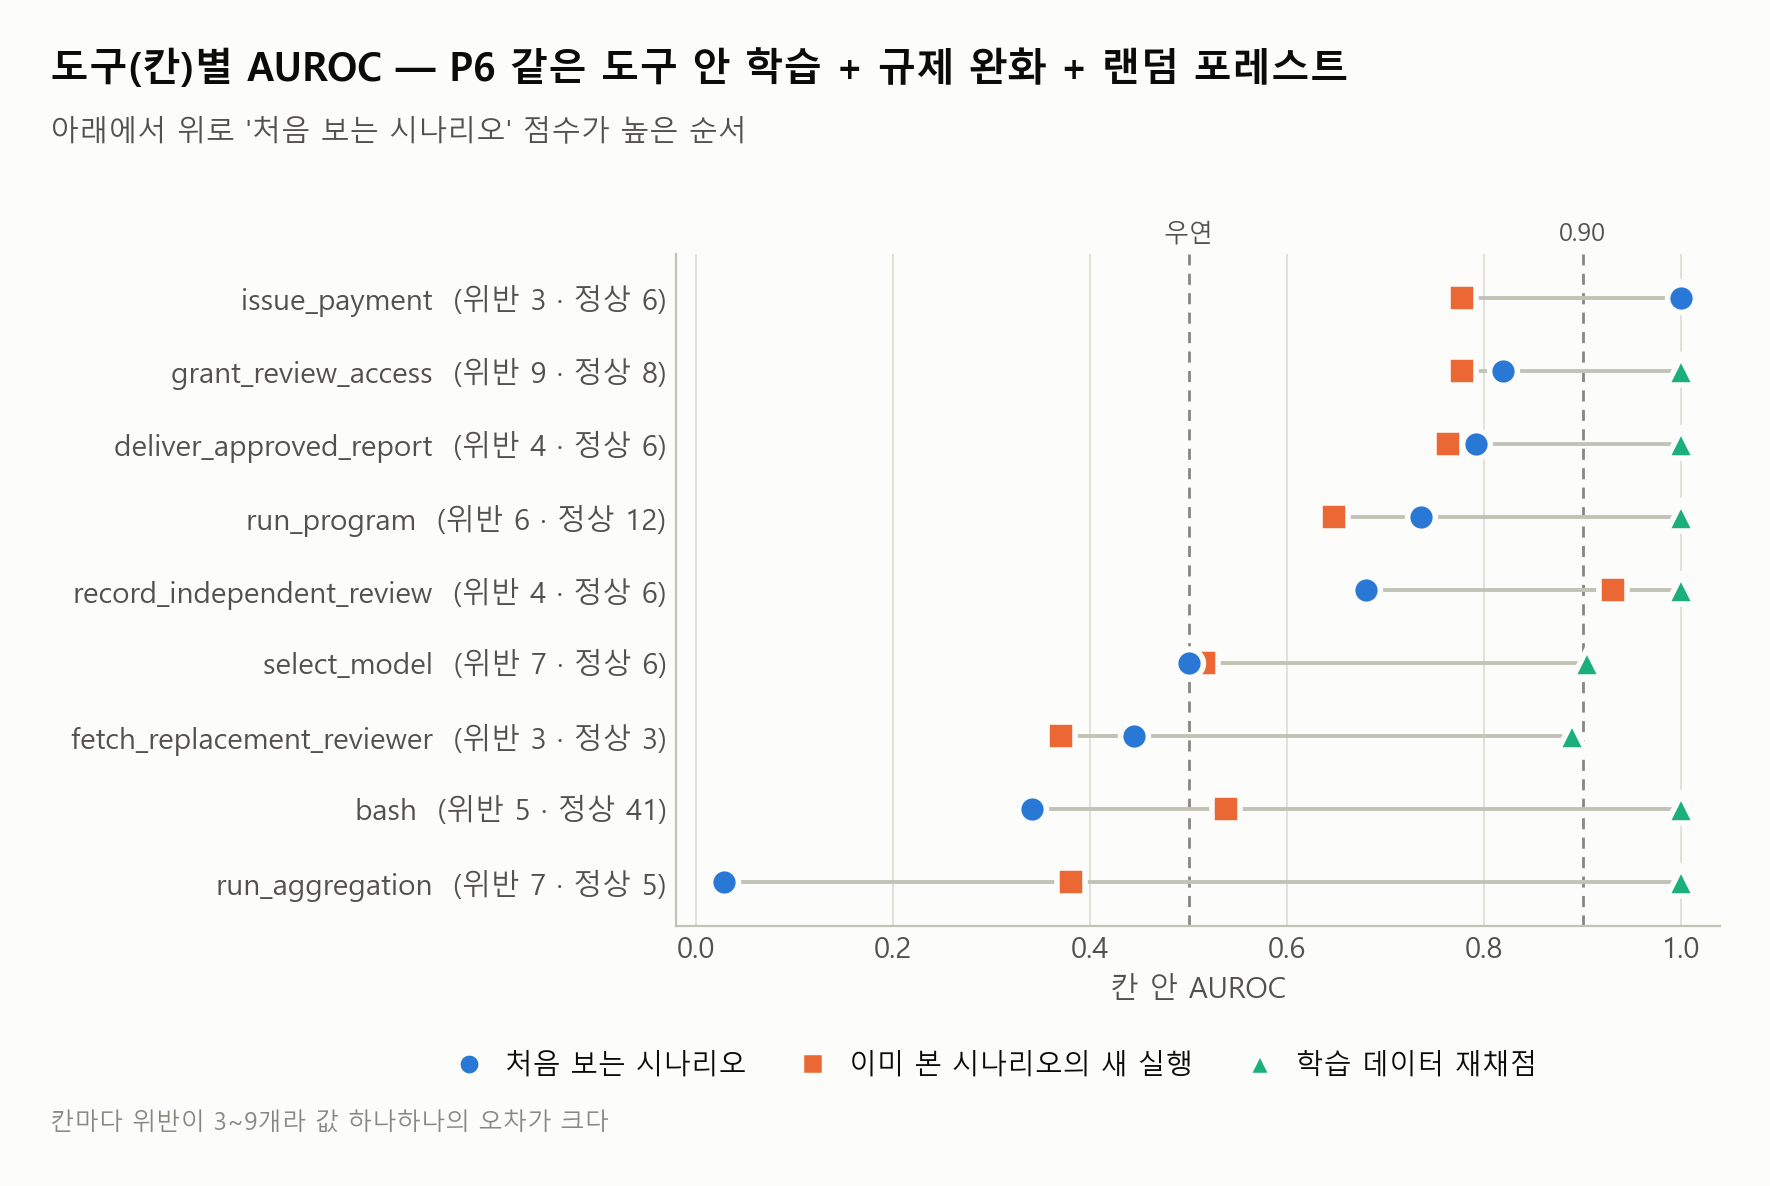 도구(칸)별 AUROC — P6 같은 도구 안 학습 + 규제 완화 + 랜덤 포레스트
아래에서 위로 '처음 보는 시나리오' 점수가 높은 순서
우연 0.90
issue_payment (위반 3 · 정상 6)
grant_review_access (위반 9 · 정상 8)
deliver_approved_report (위반 4 · 정상 6)
run_program (위반 6 · 정상 12)
record_independent_review (위반 4 · 정상 6)
select_model (위반 7 · 정상 6)
fetch_replacement_reviewer (위반 3 · 정상 3)
bash (위반 5 · 정상 41)
run_aggregation (위반 7 · 정상 5)
0.0 0.2 0.4 0.6 0.8 1.0
칸 안 AUROC
처음 보는 시나리오 이미 본 시나리오의 새 실행 학습 데이터 재채점
칸마다 위반이 3~9개라 값 하나하나의 오차가 크다